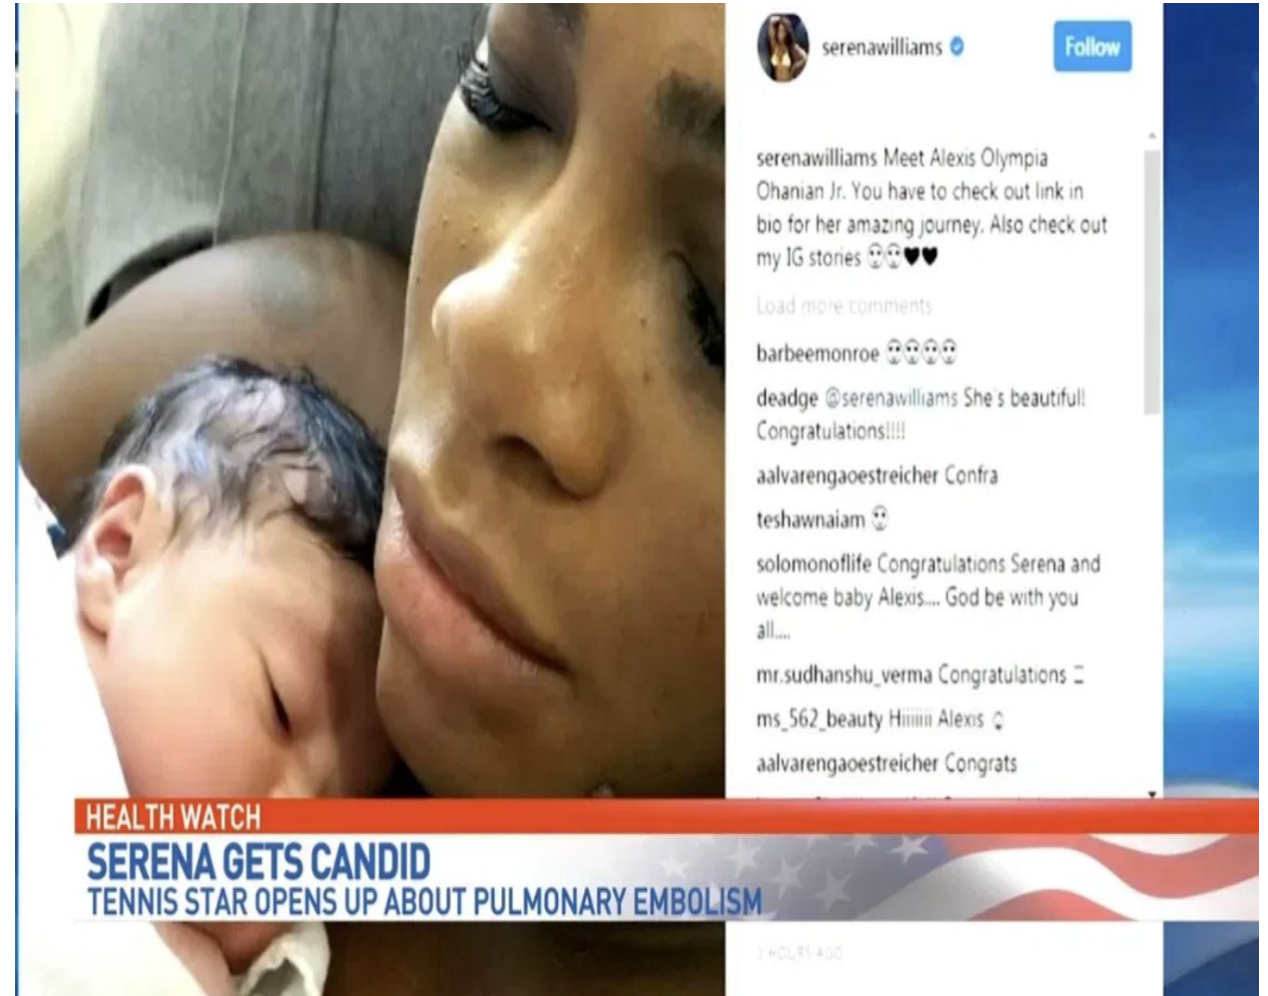 serenawilliams
Follow
serenawilliams Meet Alexis Olympia
Ohanian Jr. You have to check out link in
bio for her amazing journey. Also check out
my IG stories
Load more comments
barbeemonroe
deadge @serenawilliams She's beautiful!
Congratulations!!!!
aalvarengaoestreicher Confra
teshawnaiam
solomonoflife Congratulations Serena and
welcome baby Alexis.... God be with you
all....
mr.sudhanshu_verma Congratulations
ms_562_beauty Hiiiiiii Alexis
aalvarengaoestreicher Congrats
HEALTH WATCH
SERENA GETS CANDID
TENNIS STAR OPENS UP ABOUT PULMONARY EMBOLISM
HOURS AGO